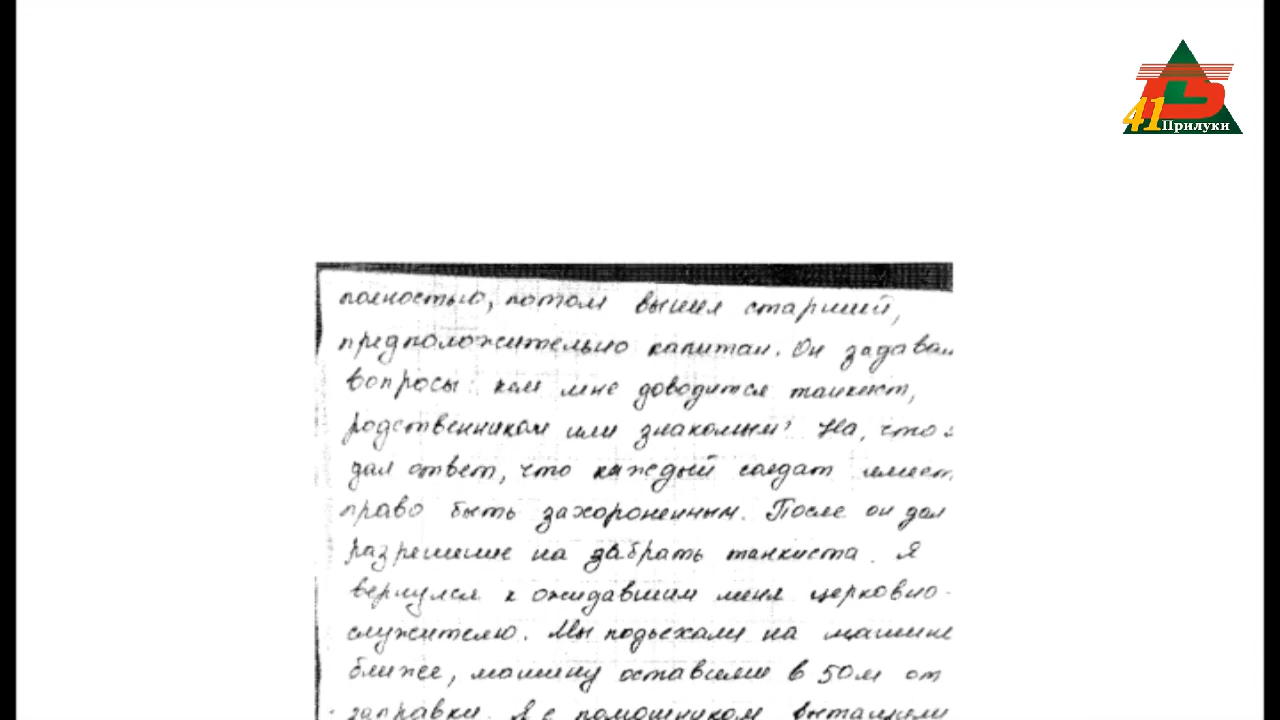 41
Прилуки
полностью, потом вышел старший,
предположительно капитан. Он задавал
вопросы: кем мне доводится танкист,
родственником или знакомым? На, что я
дал ответ, что каждый солдат имеет
право быть захороненным. После он дал
разрешение на забрать танкиста. Я
вернулся к ожидавшим меня церковно-
служителю. Мы подъехали на машине
ближе, машину оставили в 50м от
заправки. Я с помощником вытащили